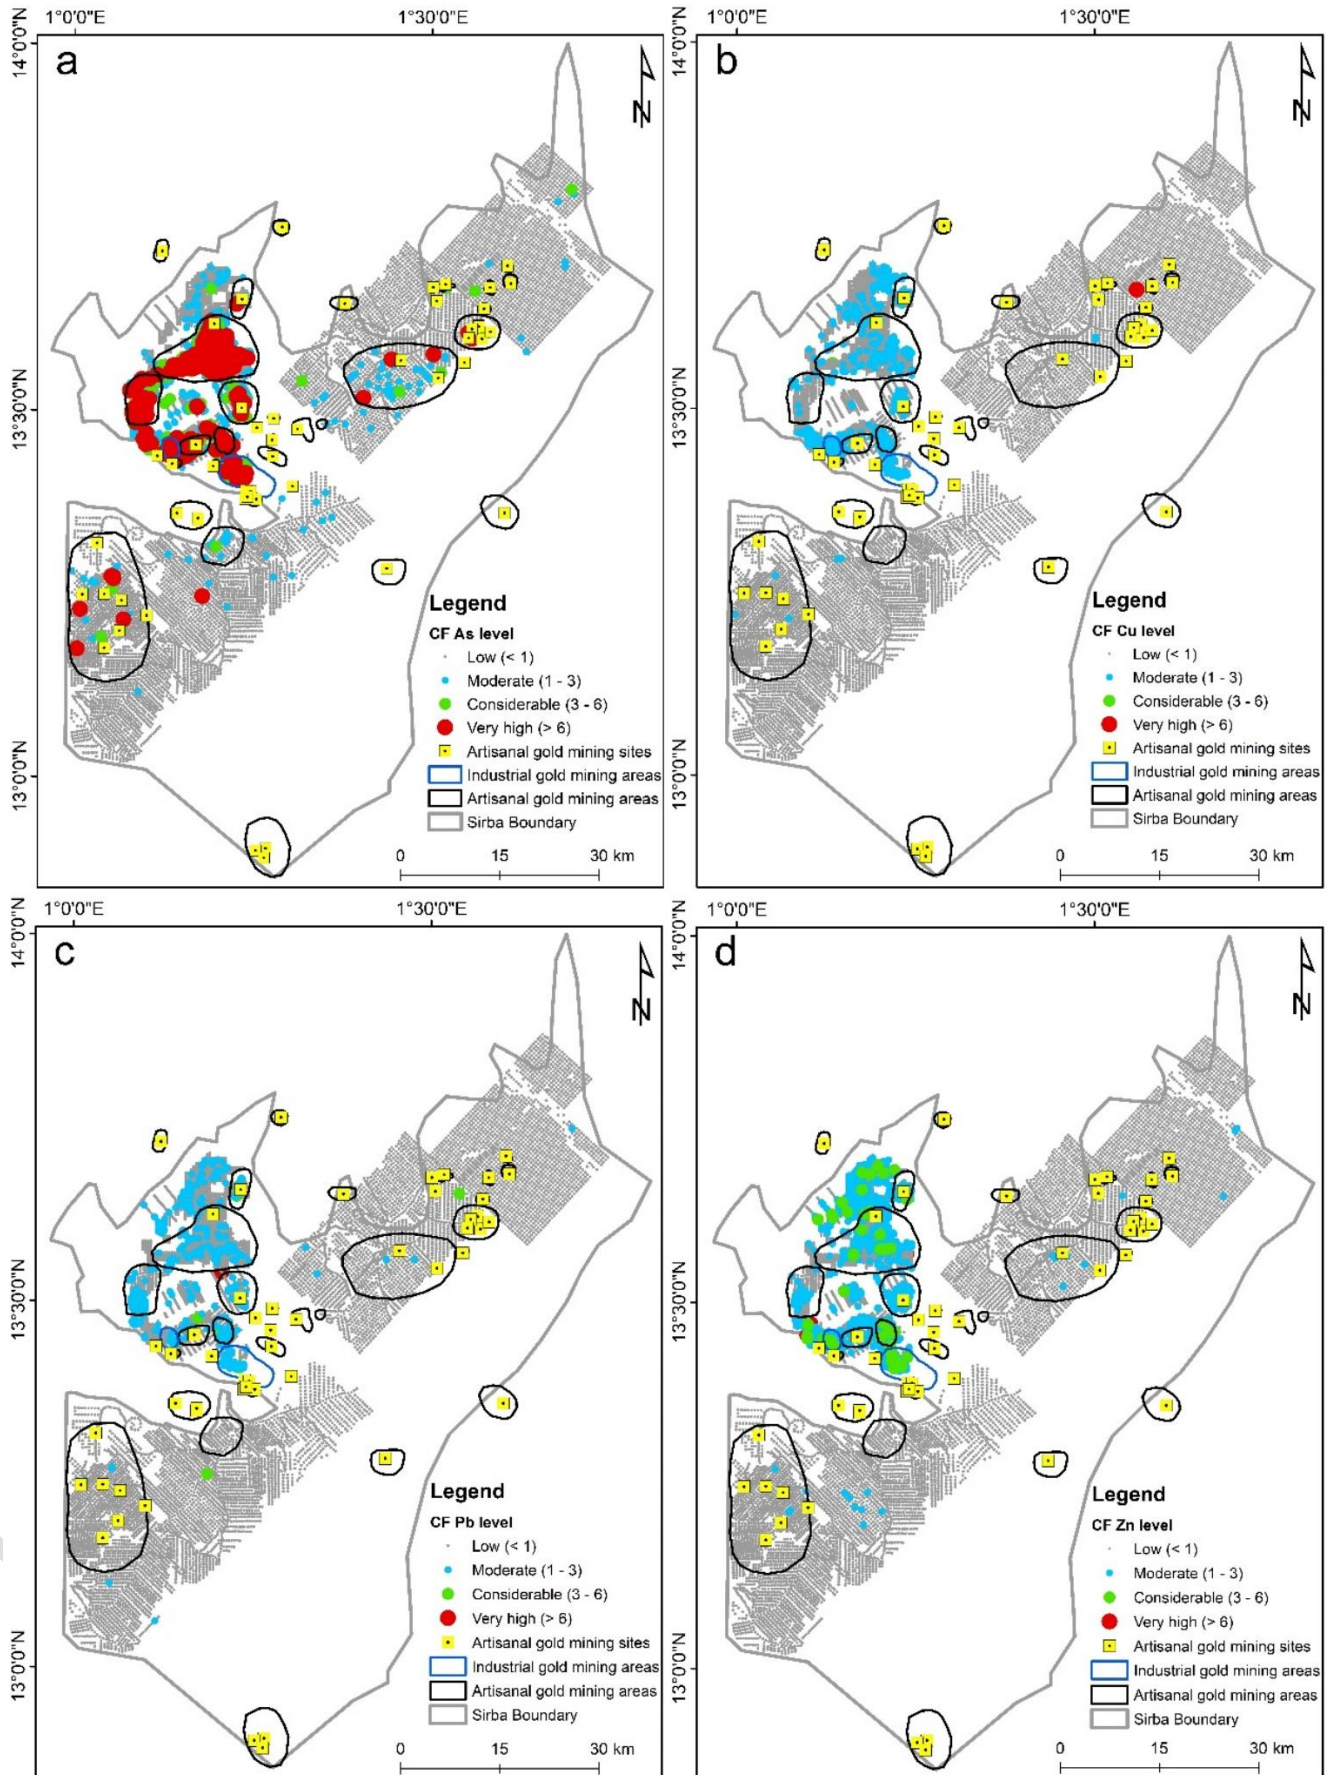 1°0'0"E 1°30'0"E
14°0'0"N
a
N
13°30'0"N
13°0'0"N
Legend
CF As level
Low (< 1)
Moderate (1 - 3)
Considerable (3 - 6)
Very high (> 6)
Artisanal gold mining sites
Industrial gold mining areas
Artisanal gold mining areas
Sirba Boundary
0 15 30 km
1°0'0"E 1°30'0"E
14°0'0"N
b
N
13°30'0"N
13°0'0"N
Legend
CF Cu level
Low (< 1)
Moderate (1 - 3)
Considerable (3 - 6)
Very high (> 6)
Artisanal gold mining sites
Industrial gold mining areas
Artisanal gold mining areas
Sirba Boundary
0 15 30 km
1°0'0"E 1°30'0"E
14°0'0"N
c
N
13°30'0"N
13°0'0"N
Legend
CF Pb level
Low (< 1)
Moderate (1 - 3)
Considerable (3 - 6)
Very high (> 6)
Artisanal gold mining sites
Industrial gold mining areas
Artisanal gold mining areas
Sirba Boundary
0 15 30 km
1°0'0"E 1°30'0"E
14°0'0"N
d
N
13°30'0"N
13°0'0"N
Legend
CF Zn level
Low (< 1)
Moderate (1 - 3)
Considerable (3 - 6)
Very high (> 6)
Artisanal gold mining sites
Industrial gold mining areas
Artisanal gold mining areas
Sirba Boundary
0 15 30 km